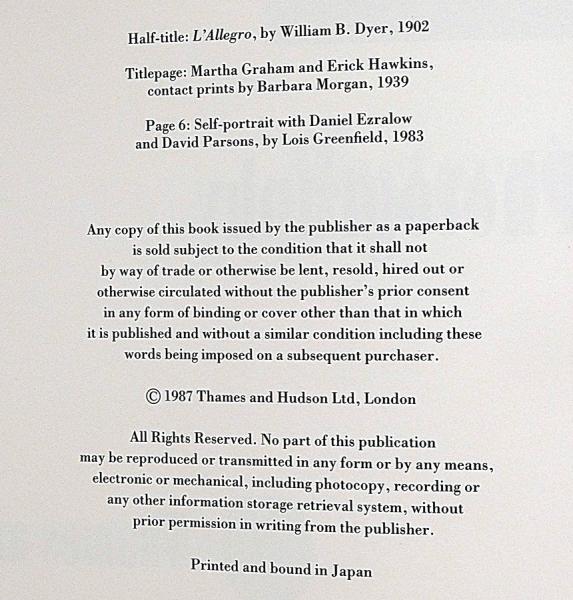 Half-title: L'Allegro, by William B. Dyer, 1902
Titlepage: Martha Graham and Erick Hawkins,
contact prints by Barbara Morgan, 1939
Page 6: Self-portrait with Daniel Ezralow
and David Parsons, by Lois Greenfield, 1983
Any copy of this book issued by the publisher as a paperback
is sold subject to the condition that it shall not
by way of trade or otherwise be lent, resold, hired out or
otherwise circulated without the publisher's prior consent
in any form of binding or cover other than that in which
it is published and without a similar condition including these
words being imposed on a subsequent purchaser.
© 1987 Thames and Hudson Ltd, London
All Rights Reserved. No part of this publication
may be reproduced or transmitted in any form or by any means,
electronic or mechanical, including photocopy, recording or
any other information storage retrieval system, without
prior permission in writing from the publisher.
Printed and bound in Japan